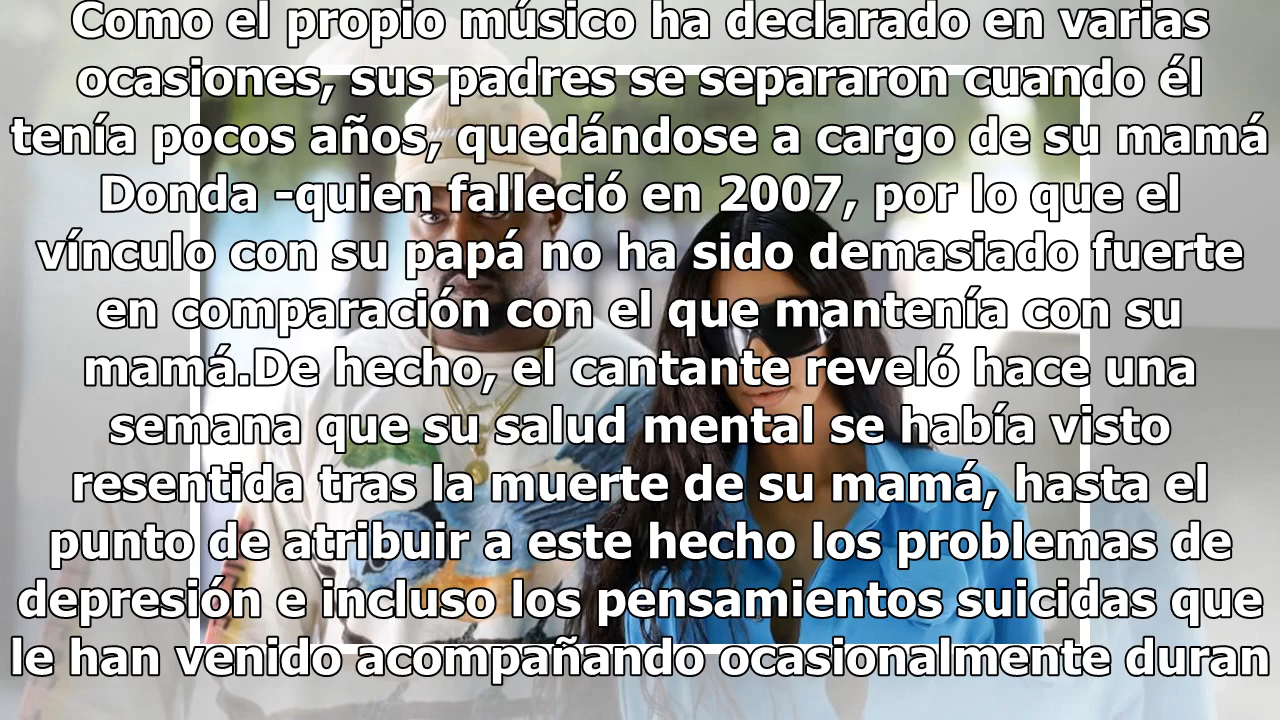 Como el propio músico ha declarado en varias
ocasiones, sus padres se separaron cuando él
tenía pocos años, quedándose a cargo de su mamá
Donda -quien falleció en 2007, por lo que el
vínculo con su papá no ha sido demasiado fuerte
en comparación con el que mantenía con su
mamá.De hecho, el cantante reveló hace una
semana que su salud mental se había visto
resentida tras la muerte de su mamá, hasta el
punto de atribuir a este hecho los problemas de
depresión e incluso los pensamientos suicidas que
le han venido acompañando ocasionalmente duran